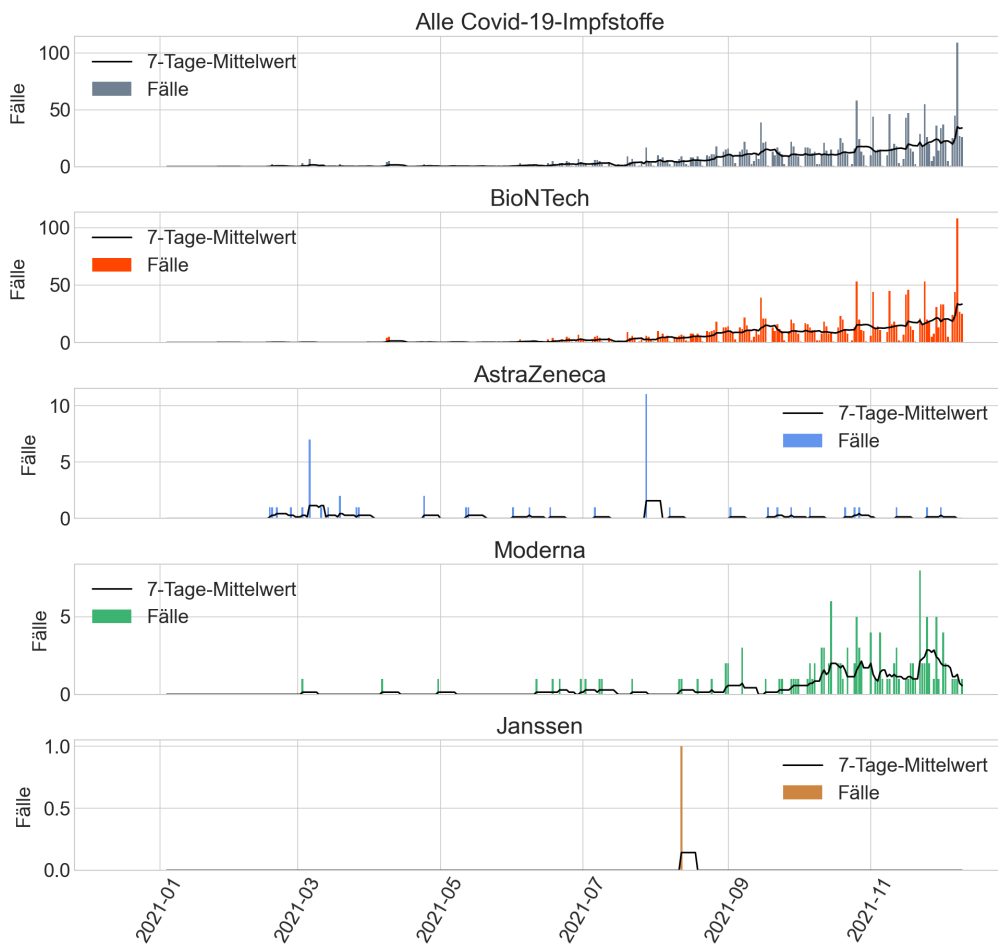 Alle Covid-19-Impfstoffe
100
50
0
Fälle
7-Tage-Mittelwert
Fälle
BioNTech
100
50
0
Fälle
7-Tage-Mittelwert
Fälle
AstraZeneca
10
5
0
Fälle
7-Tage-Mittelwert
Fälle
Moderna
5
0
Fälle
7-Tage-Mittelwert
Fälle
Janssen
1.0
0.5
0.0
Fälle
7-Tage-Mittelwert
Fälle
2021-01
2021-03
2021-05
2021-07
2021-09
2021-11